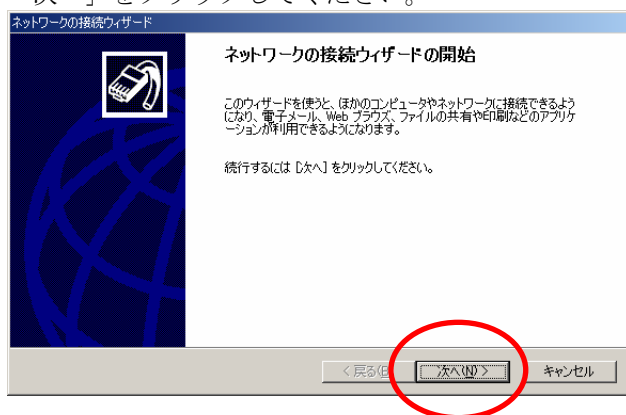 次へ]をクリックしてください。
ネットワークの接続ウィザード
ネットワークの接続ウィザードの開始
このウィザードを使うと、ほかのコンピュータやネットワークに接続できるよう
になり、電子メール、Web ブラウズ、ファイルの共有や印刷などのアプリケ
ーションが利用できるようになります。
続行するには [次へ] をクリックしてください。
< 戻る(B 次へ(N) > キャンセル